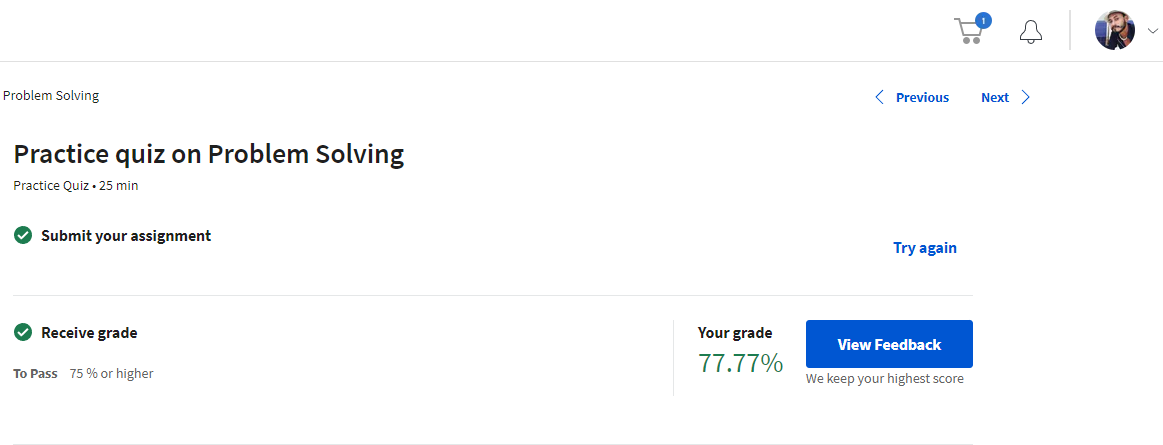 1
Problem Solving
Previous
Next
Practice quiz on Problem Solving
Practice Quiz • 25 min
Submit your assignment
Try again
Receive grade
To Pass 75 % or higher
Your grade
77.77%
View Feedback
We keep your highest score